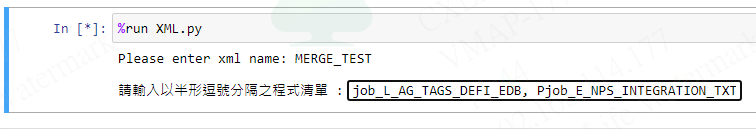 In [*]: %run XML.py
Please enter xml name: MERGE_TEST
請輸入以半形逗號分隔之程式清單 : job_L_AG_TAGS_DEFI_EDB, Pjob_E_NPS_INTEGRATION_TXT